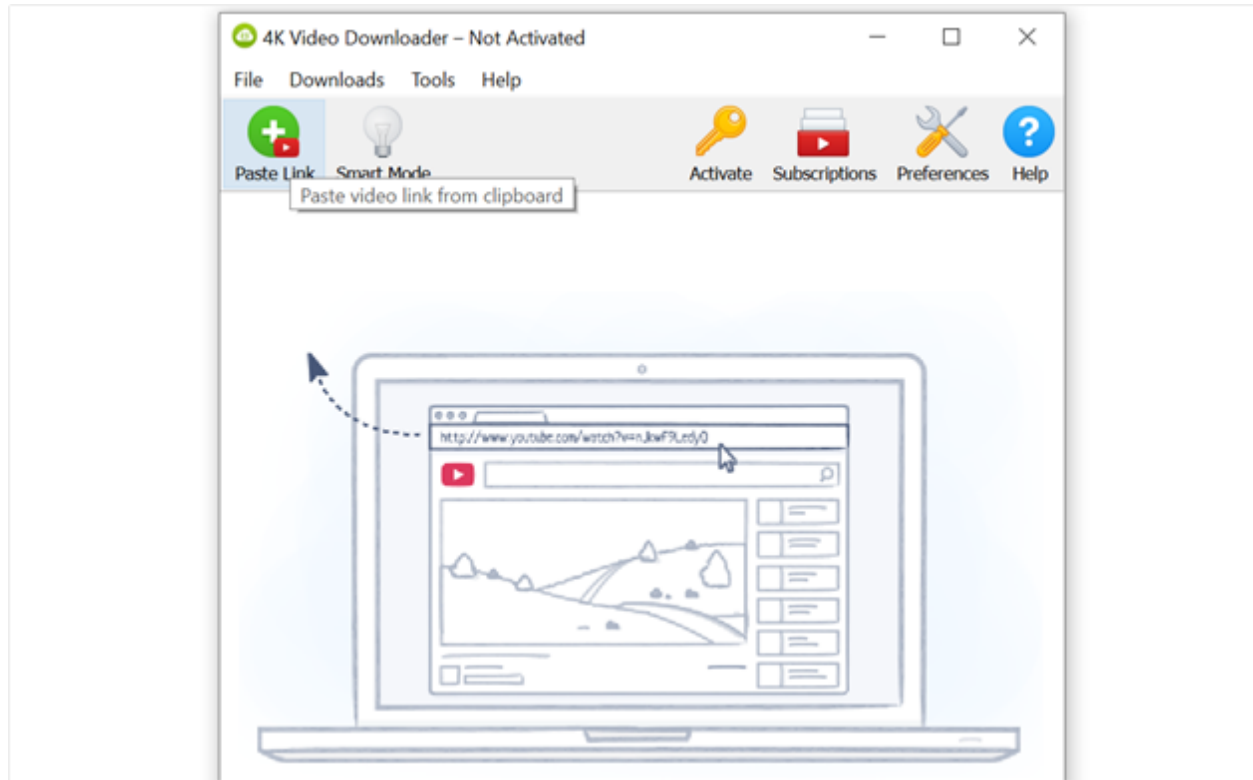 4K Video Downloader – Not Activated
File Downloads Tools Help
Paste Link Smart Mode Activate Subscriptions Preferences Help
Paste video link from clipboard